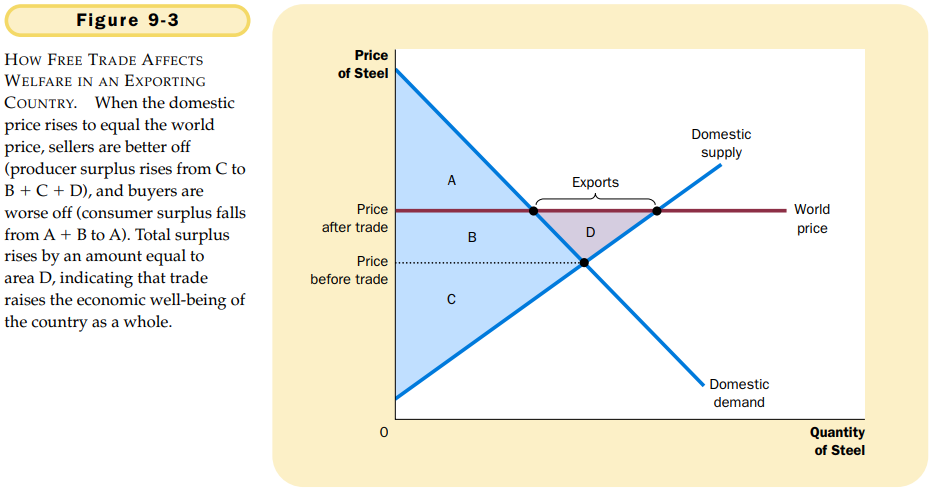 Figure 9-3
HOW FREE TRADE AFFECTS
WELFARE IN AN EXPORTING
COUNTRY. When the domestic
price rises to equal the world
price, sellers are better off
(producer surplus rises from C to
B + C + D), and buyers are
worse off (consumer surplus falls
from A + B to A). Total surplus
rises by an amount equal to
area D, indicating that trade
raises the economic well-being of
the country as a whole.
Price
of Steel
Domestic
supply
A
Exports
Price
after trade
World
price
B
D
Price
before trade
C
Domestic
demand
0
Quantity
of Steel